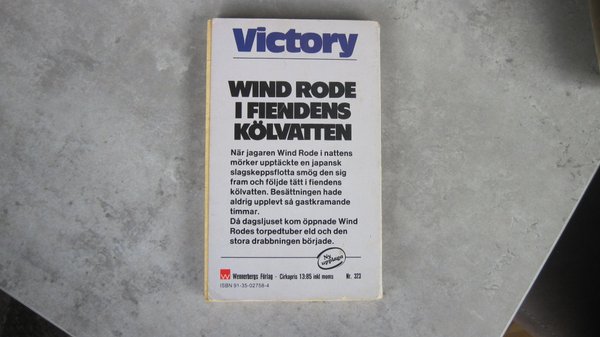 Victory
WIND RODE
I FIENDENS
KÖLVATTEN
När jagaren Wind Rode i nattens
mörker upptäckte en japansk
slagskeppsflotta smög den sig
fram och följde tätt i fiendens
kölvatten. Besättningen hade
aldrig upplevt så gastkramande
timmar.
Då dagsljuset kom öppnade Wind
Rodes torpedtuber eld och den
stora drabbningen började.
Ny
upplaga
W Wennerbergs Förlag - Cirkapris 13:85 inkl moms Nr. 323
ISBN 91-35-02758-4